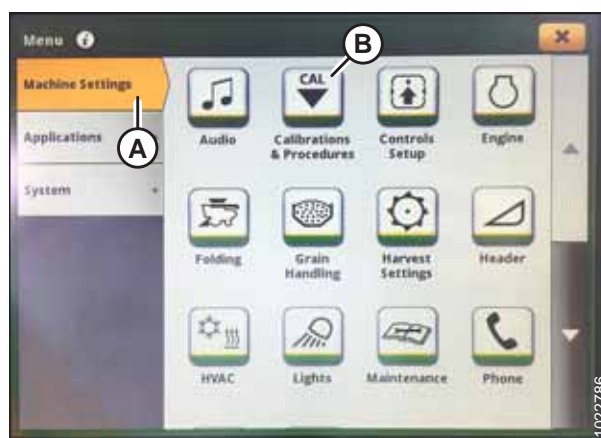 Menu i
B
Machine Settings
CAL
Audio
Calibrations
& Procedures
Controls
Setup
Engine
Applications
A
System
Folding
Grain
Handling
Harvest
Settings
Header
HVAC
Lights
Maintenance
Phone
1022786